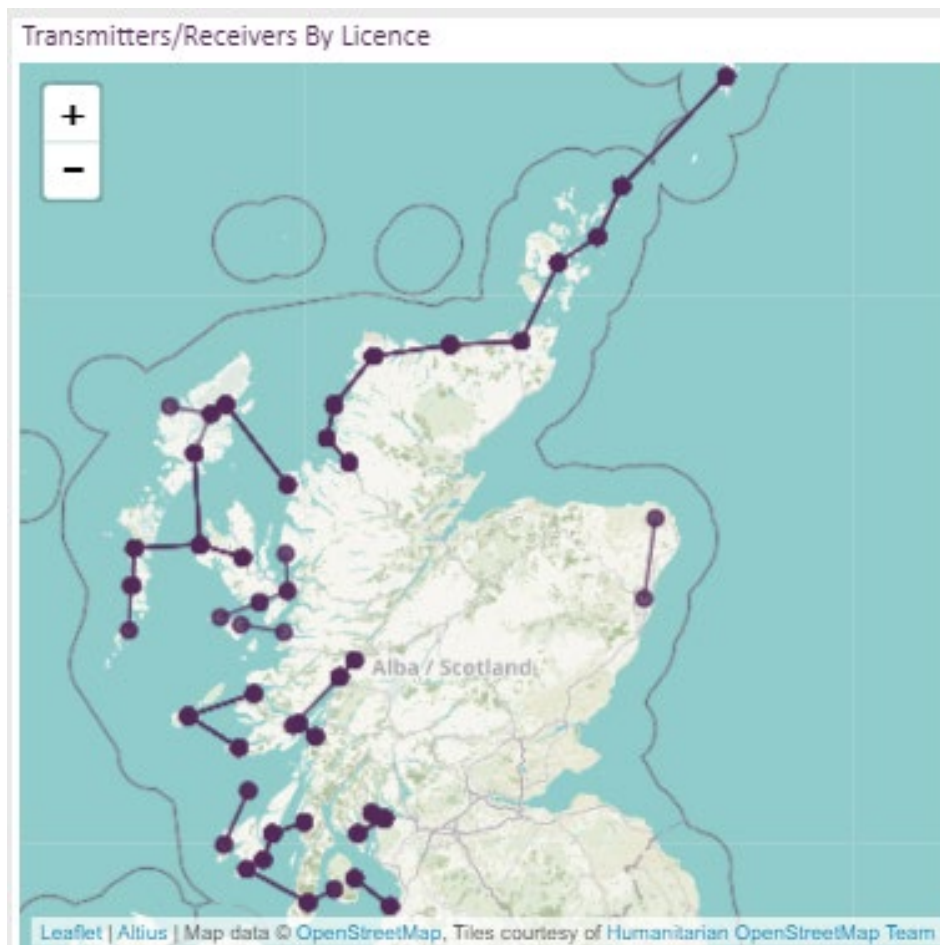 Transmitters/Receivers By Licence
+
−
Alba / Scotland
Leaflet | Altius | Map data © OpenStreetMap, Tiles courtesy of Humanitarian OpenStreetMap Team